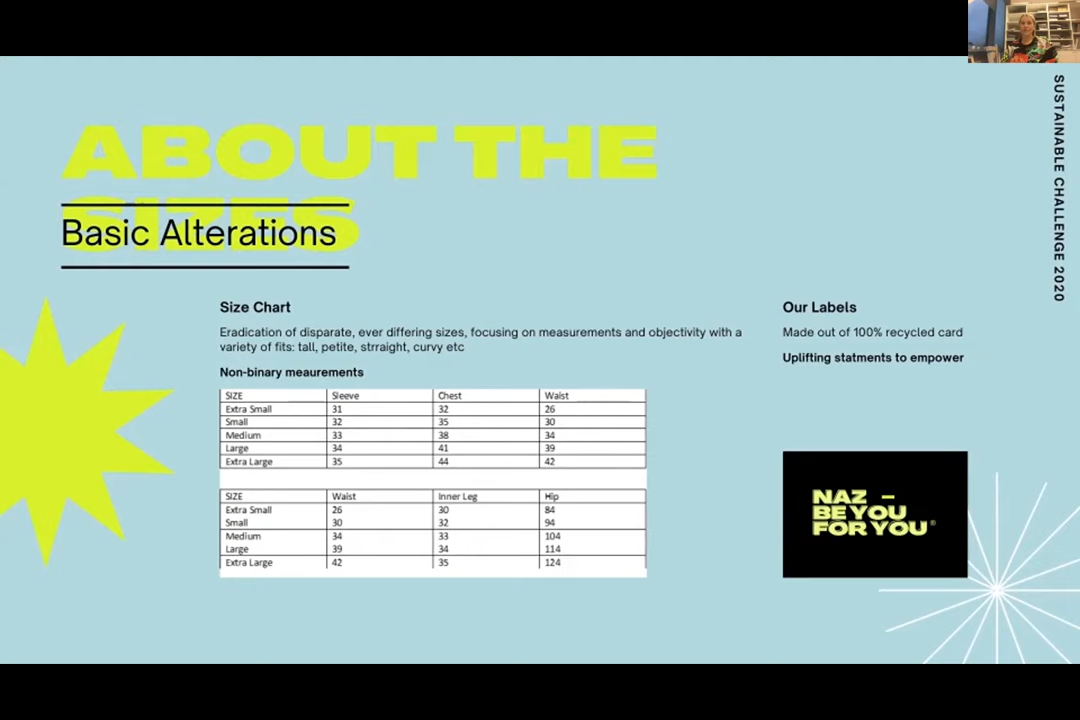 ABOUT THE
SIZES
Basic Alterations
SUSTAINABLE CHALLENGE 2020
Size Chart
Eradication of disparate, ever differing sizes, focusing on measurements and objectivity with a
variety of fits: tall, petite, strraight, curvy etc
Non-binary meaurements
SIZE Sleeve Chest Waist
Extra Small 31 32 26
Small 32 35 30
Medium 33 38 34
Large 34 41 39
Extra Large 35 44 42
SIZE Waist Inner Leg Hip
Extra Small 26 30 84
Small 30 32 94
Medium 34 33 104
Large 39 34 114
Extra Large 42 35 124
Our Labels
Made out of 100% recycled card
Uplifting statments to empower
NAZ –
BE YOU
FOR YOU®